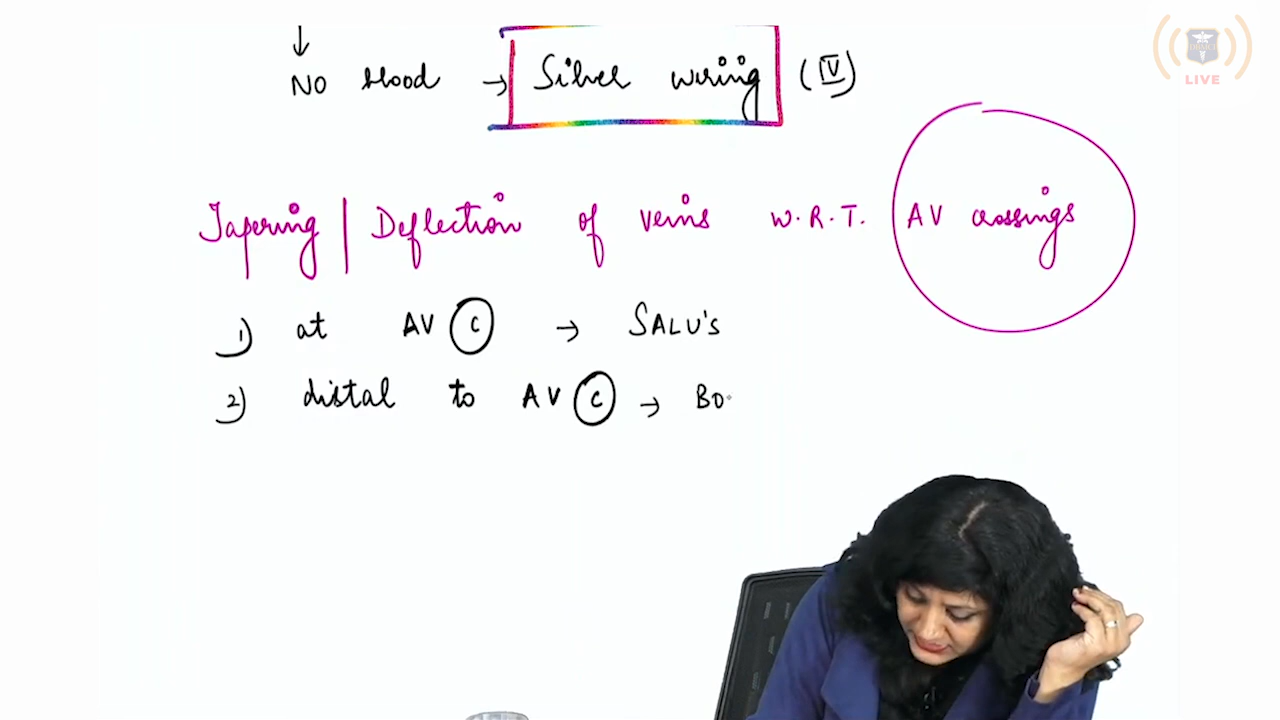 LIVE
No blood → Silver wiring (IV)
Tapering | Deflection of veins W.R.T. AV crossings
1) at AV C → SALU'S
2) distal to AV C → BO